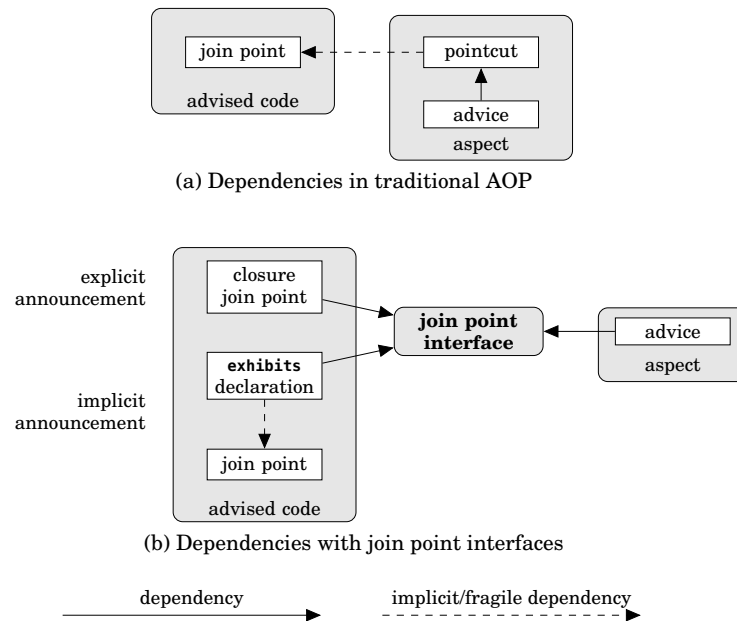 join point
pointcut
advised code
advice
aspect
(a) Dependencies in traditional AOP
explicit
announcement
closure
join point
join point
interface
advice
aspect
exhibits
declaration
implicit
announcement
join point
advised code
(b) Dependencies with join point interfaces
dependency
implicit/fragile dependency